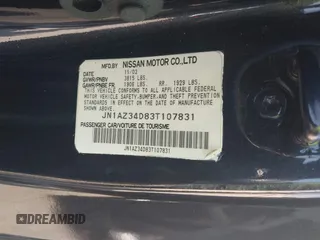 MFD.BY NISSAN MOTOR CO.,LTD
11/02
GVWR/PNBV 3815 LBS.
GAWR/PNBE FR. 1908 LBS. RR. 1929 LBS.
THIS VEHICLE CONFORMS TO ALL APPLICABLE FEDERAL
MOTOR VEHICLE SAFETY, BUMPER, AND THEFT PREVENTION
STANDARDS IN EFFECT ON THE DATE OF MANUFACTURE
SHOWN ABOVE.
JN1AZ34D83T107831
PASSENGER CAR/VOITURE DE TOURISME
JN1AZ34D83T107831
DREAMBID